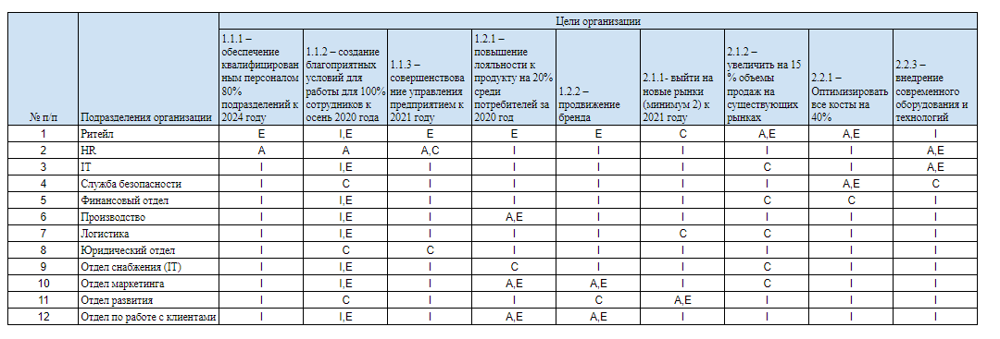 Цели организации
№ п/п
Подразделения организации
1.1.1 –
обеспечение
квалифицирован
ным персоналом
80%
подразделений к
2024 году
1.1.2 – создание
благоприятных
условий для
работы для 100%
сотрудников к
осень 2020 года
1.1.3 –
совершенствова
ние управления
предприятием к
2021 году
1.2.1 –
повышение
лояльности к
продукту на 20%
среди
потребителей за
2020 год
1.2.2 –
продвижение
бренда
2.1.1- выйти на
новые рынки
(минимум 2) к
2021 году
2.1.2 –
увеличить на 15
% объемы
продаж на
существующих
рынках
2.2.1 –
Оптимизировать
все косты на
40%
2.2.3 –
внедрение
современного
оборудования и
технологий
1 Ритейл E I,E E E E C A,E A,E I
2 HR A A A,C I I I I I A,E
3 IT I I,E I I I I C I A,E
4 Служба безопасности I C I I I I I A,E C
5 Финансовый отдел I I,E I I I I C C I
6 Производство I I,E I A,E I I I I I
7 Логистика I I,E I I I C C I I
8 Юридический отдел I C C I I I I I I
9 Отдел снабжения (IT) I I,E I C I I C I I
10 Отдел маркетинга I I,E I A,E A,E I C I I
11 Отдел развития I C I I C A,E I I I
12 Отдел по работе с клиентами I I,E I A,E A,E I I I I